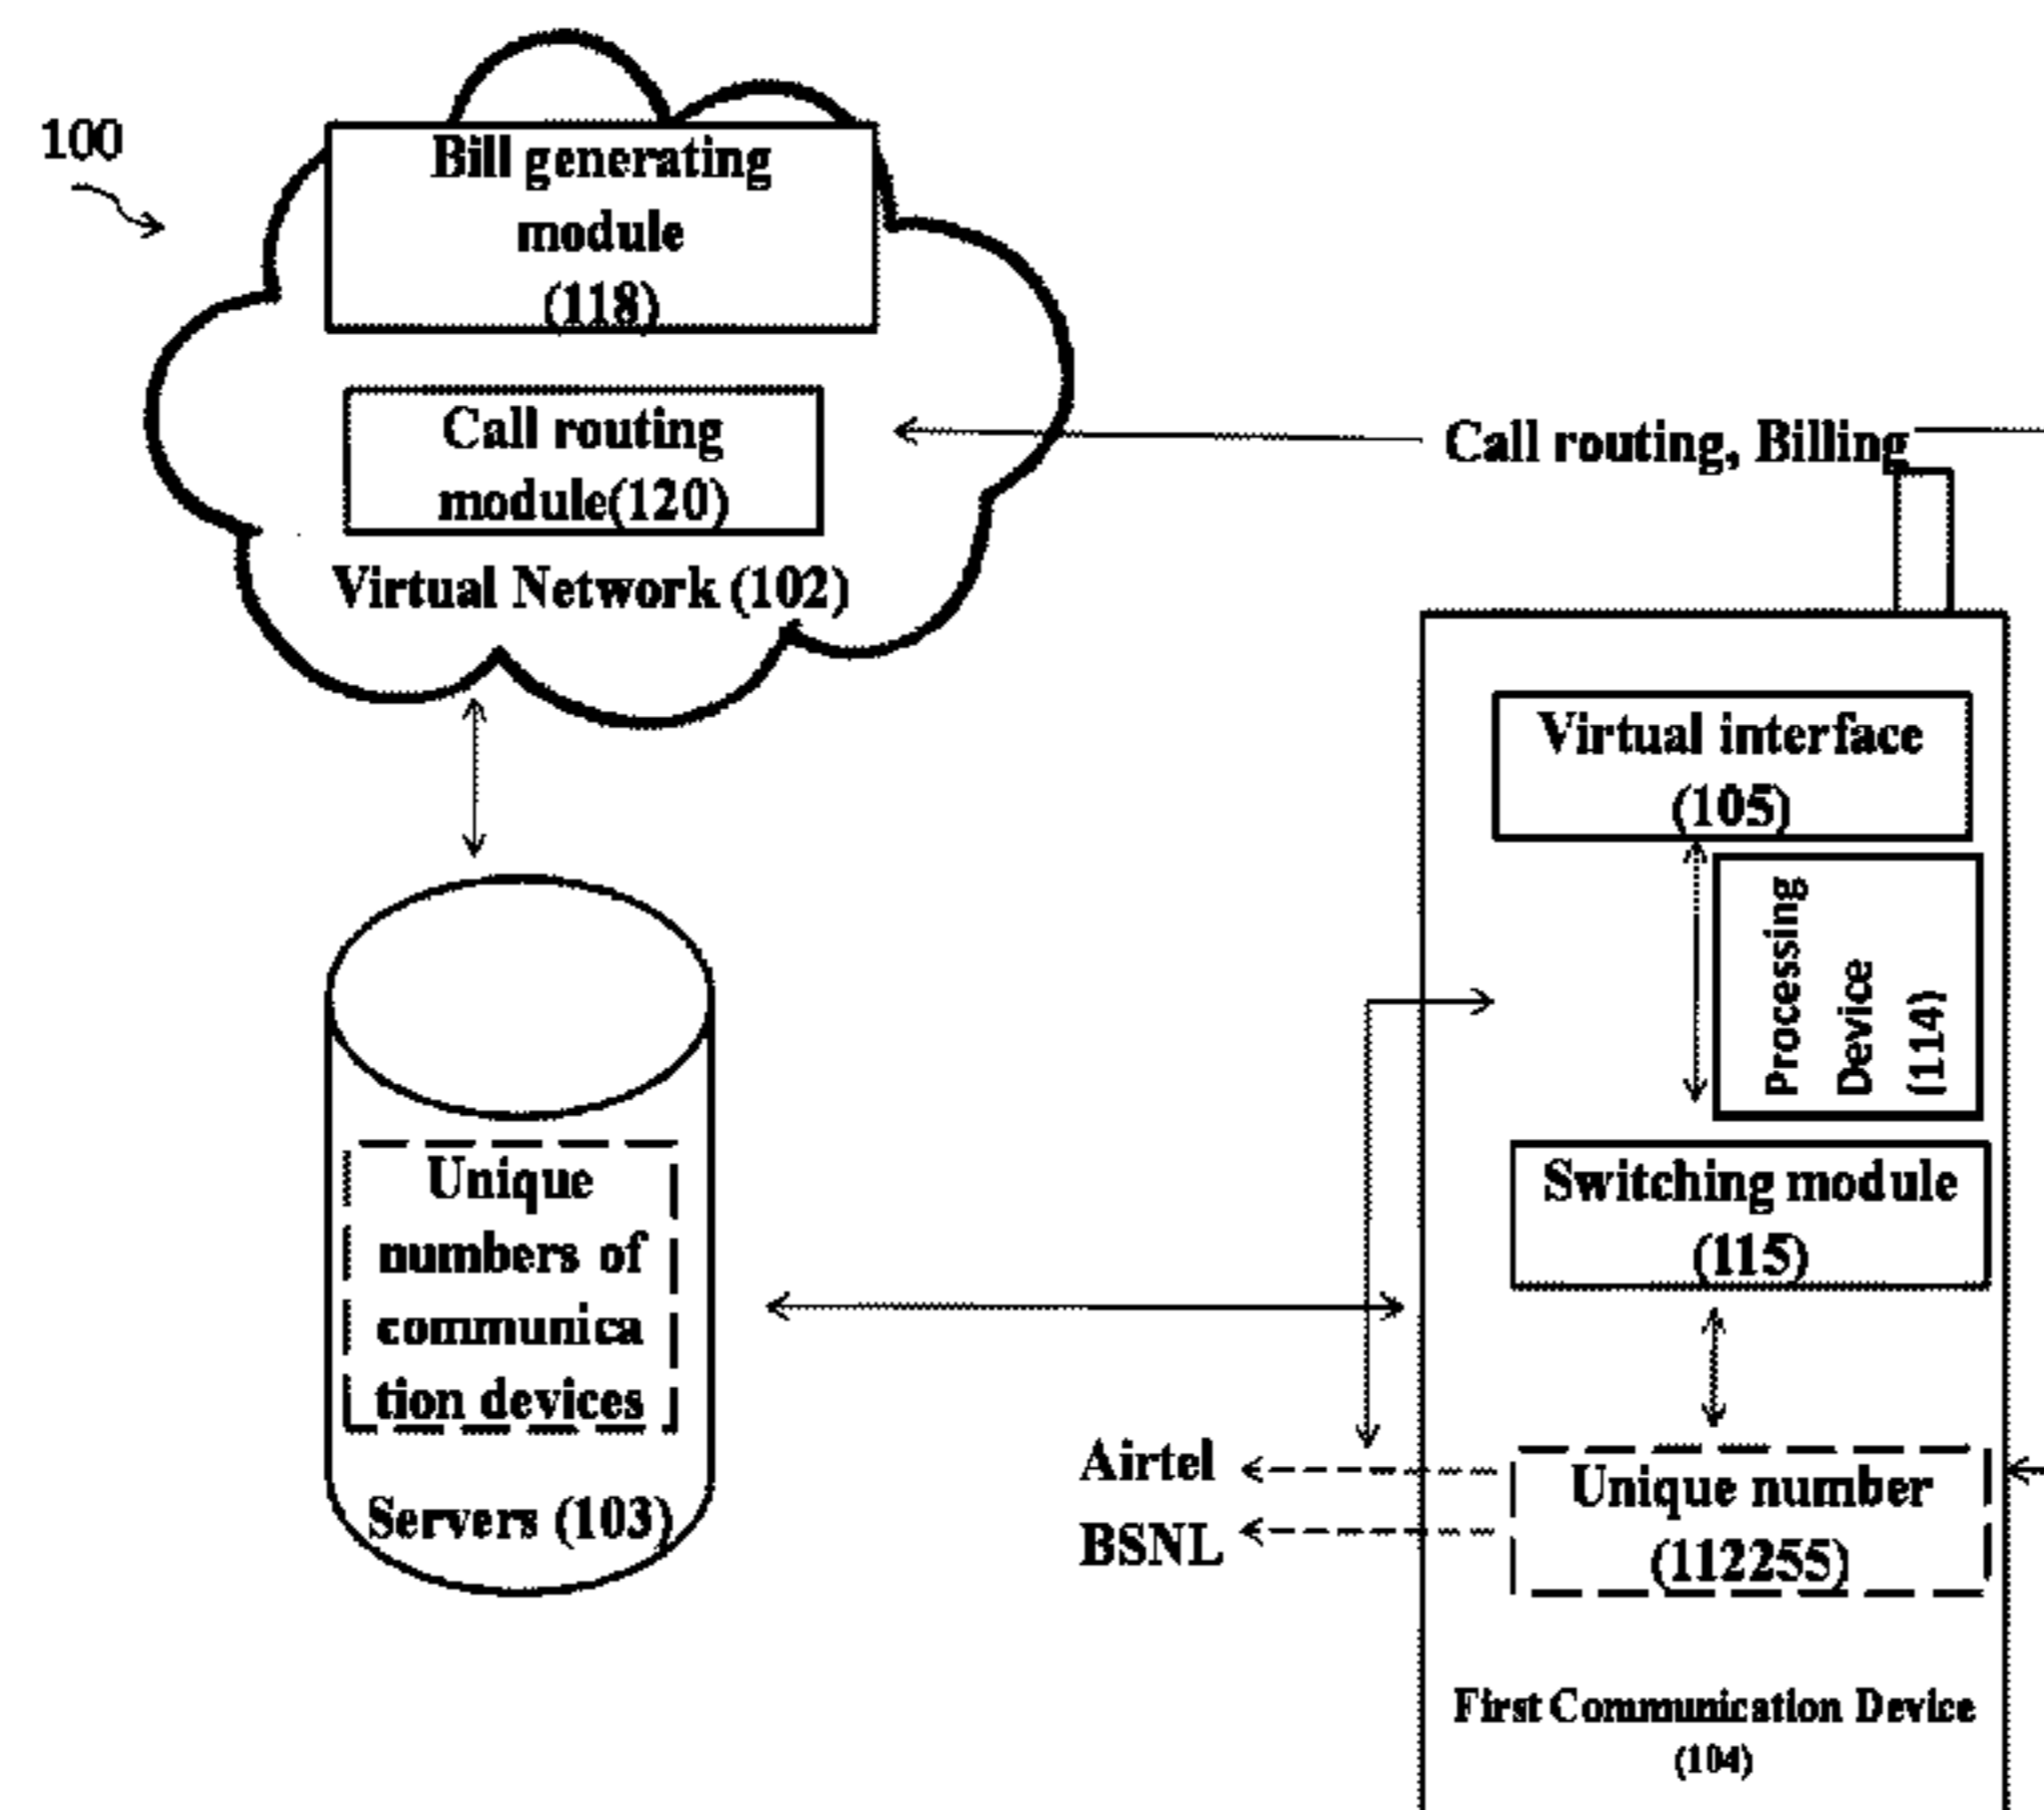 100
Bill generating
module
(118)
Call routing
module(120)
Virtual Network (102)
Call routing, Billing
Virtual interface
(105)
Processing
Device
(114)
Switching module
(115)
Unique
numbers of
communica
tion devices
Servers (103)
Airtel
BSNL
Unique number
(112255)
First Communication Device
(104)